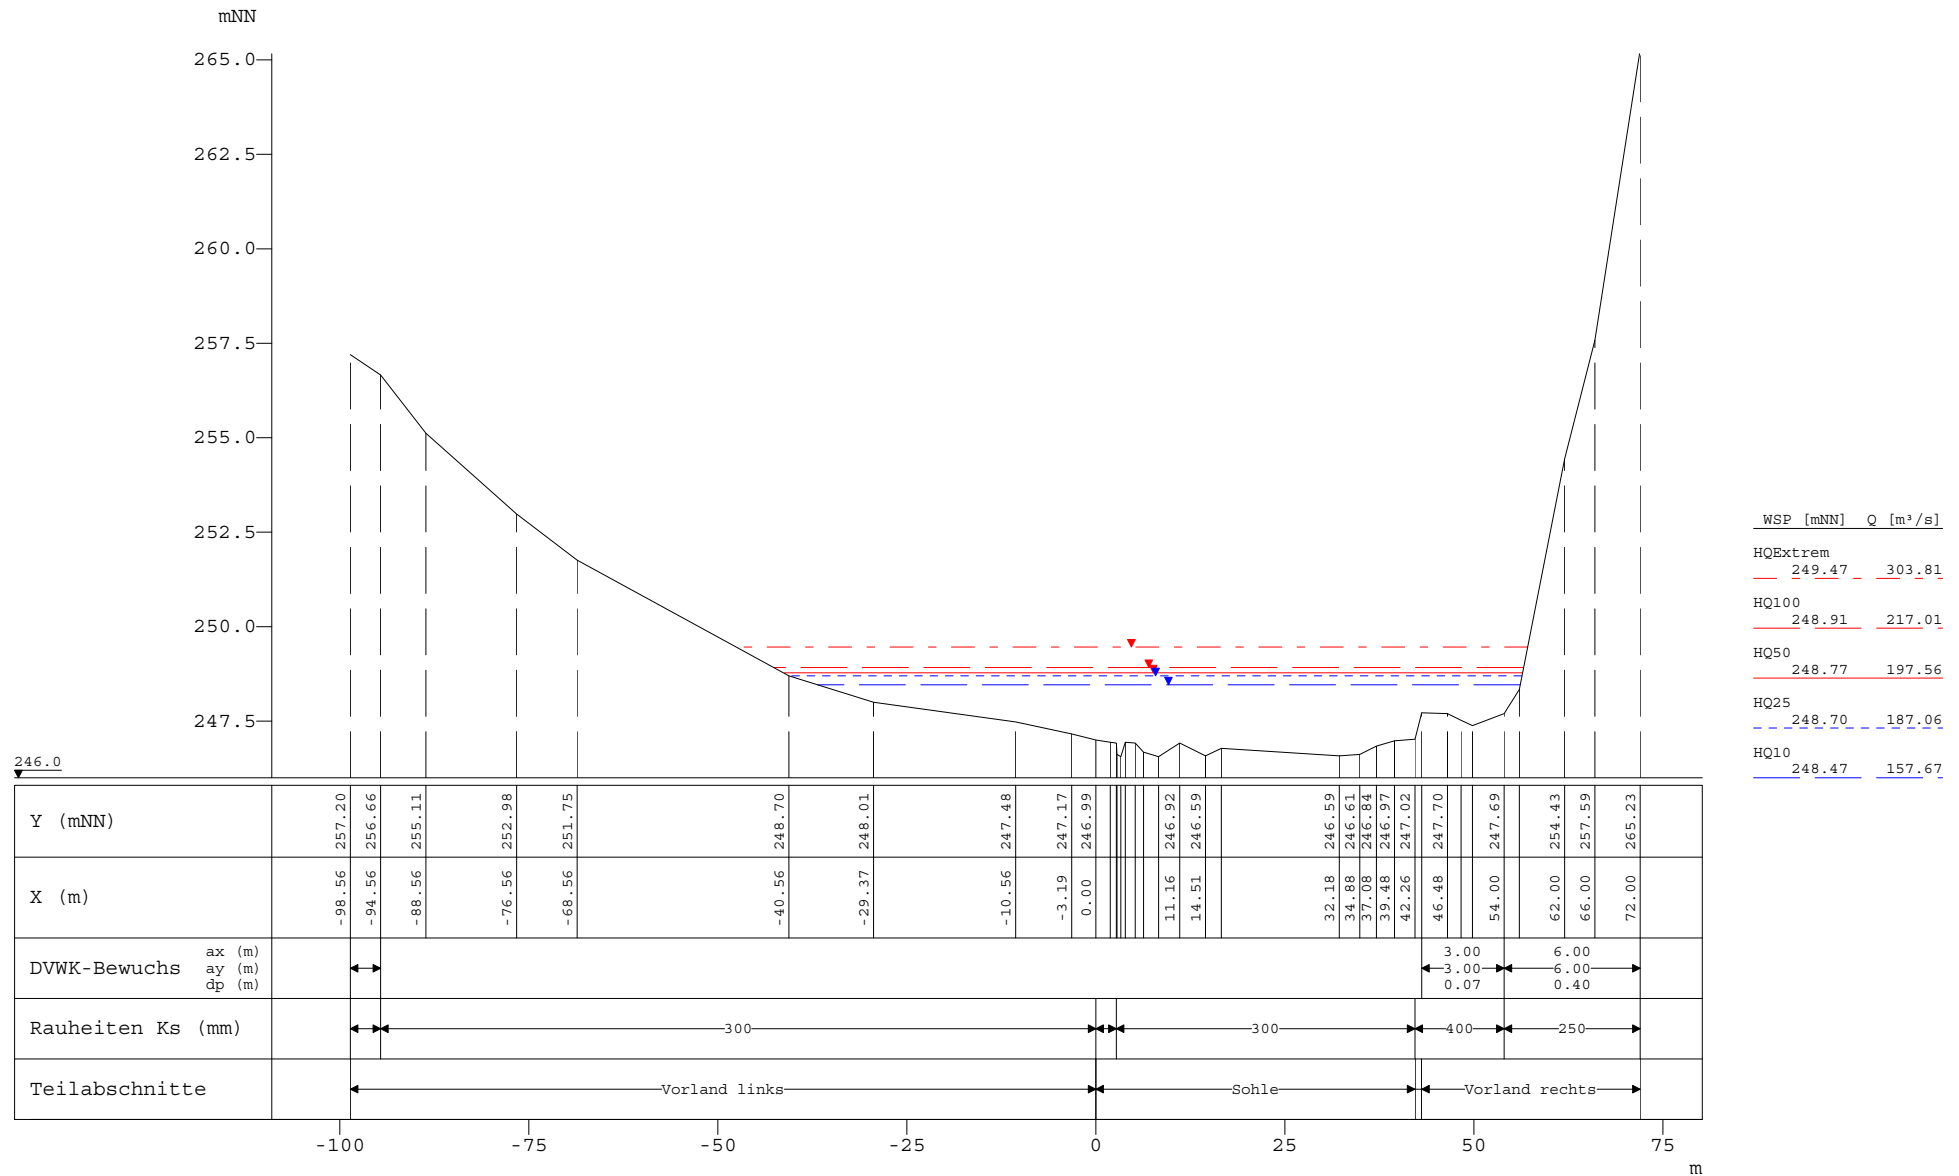 mNN
265.0
262.5
260.0
257.5
255.0
252.5
250.0
247.5
246.0
WSP [mNN] Q [m³/s]
HQExtrem
249.47 303.81
HQ100
248.91 217.01
HQ50
248.77 197.56
HQ25
248.70 187.06
HQ10
248.47 157.67
Y (mNN) 257.20 256.66 255.11 252.98 251.75 248.70 248.01 247.48 247.17 246.99 246.92 246.59 246.59 246.61 246.84 246.97 247.02 247.70 247.69 254.43 257.59 265.23
X (m) -98.56 -94.56 -88.56 -76.56 -68.56 -40.56 -29.37 -10.56 -3.19 0.00 11.16 14.51 32.18 34.88 37.08 39.48 42.26 46.48 54.00 62.00 66.00 72.00
DVWK-Bewuchs
ax (m) 3.00 6.00
ay (m) 3.00 6.00
dp (m) 0.07 0.40
Rauheiten Ks (mm) 300 300 400 250
Teilabschnitte Vorland links Sohle Vorland rechts
-100 -75 -50 -25 0 25 50 75
m